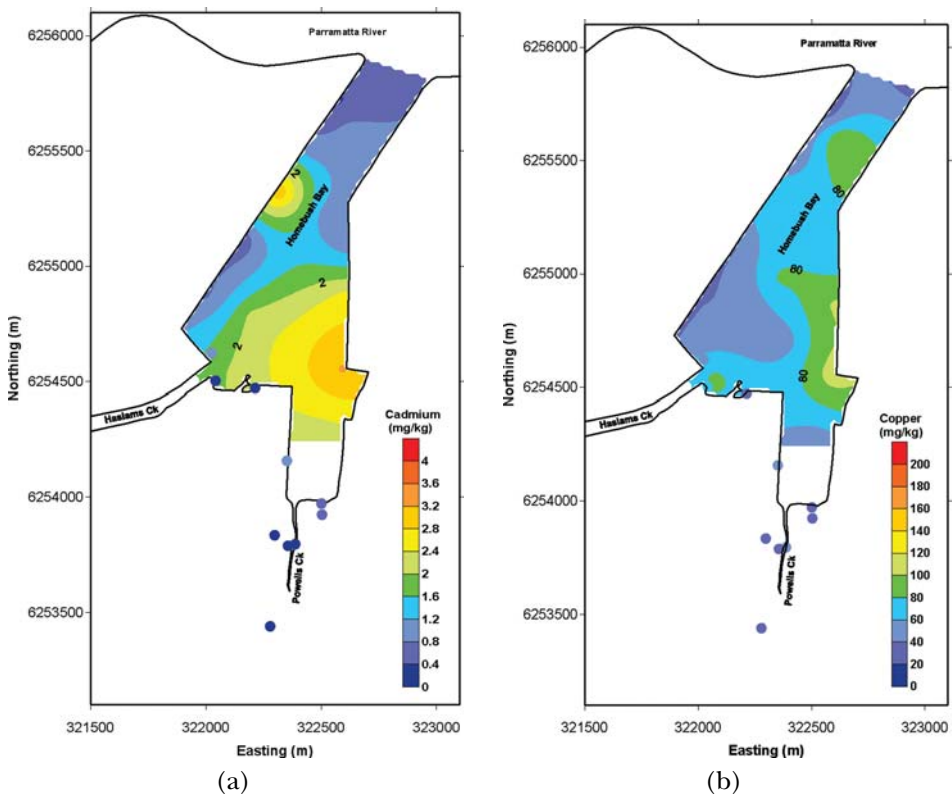 6256000
6255500
6255000
6254500
6254000
6253500
Northing (m)
321500
322000
322500
323000
Easting (m)
Parramatta River
Homebush Bay
Haslams Ck
Powells Ck
2
2
2
Cadmium
(mg/kg)
4
3.6
3.2
2.8
2.4
2
1.6
1.2
0.8
0.4
0
(a)
6256000
6255500
6255000
6254500
6254000
6253500
Northing (m)
321500
322000
322500
323000
Easting (m)
Parramatta River
Homebush Bay
Haslams Ck
Powells Ck
80
80
80
Copper
(mg/kg)
200
180
160
140
120
100
80
60
40
20
0
(b)